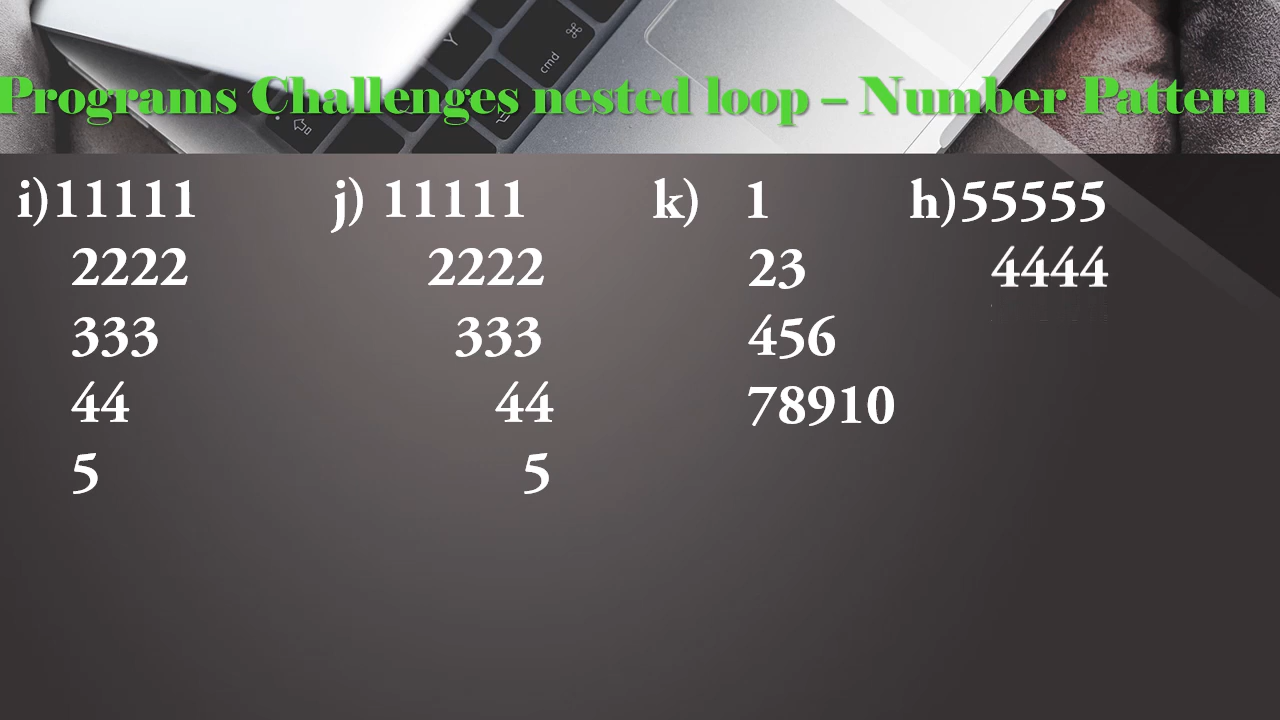 Programs Challenges nested loop – Number Pattern
i)11111
2222
333
44
5
j) 11111
2222
333
44
5
k) 1
23
456
78910
h)55555
4444
cmd
⌘
Y